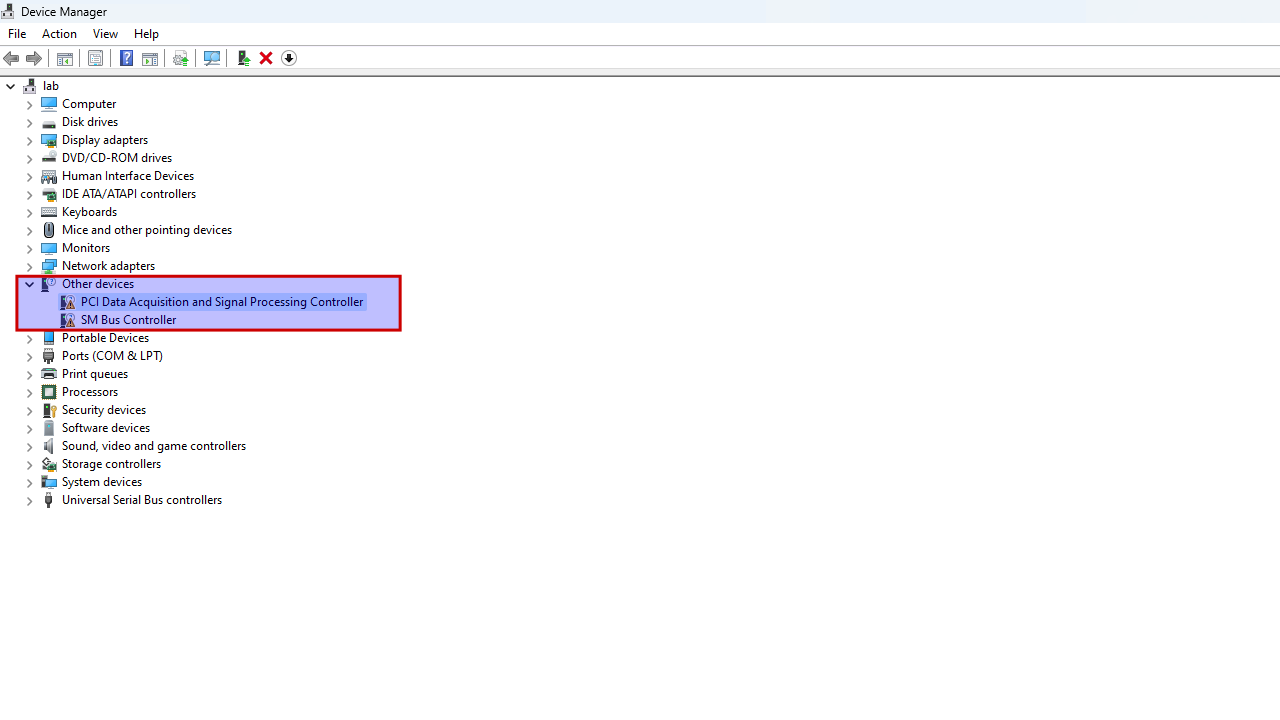 Device Manager
File Action View Help
lab
Computer
Disk drives
Display adapters
DVD/CD-ROM drives
Human Interface Devices
IDE ATA/ATAPI controllers
Keyboards
Mice and other pointing devices
Monitors
Network adapters
Other devices
PCI Data Acquisition and Signal Processing Controller
SM Bus Controller
Portable Devices
Ports (COM & LPT)
Print queues
Processors
Security devices
Software devices
Sound, video and game controllers
Storage controllers
System devices
Universal Serial Bus controllers